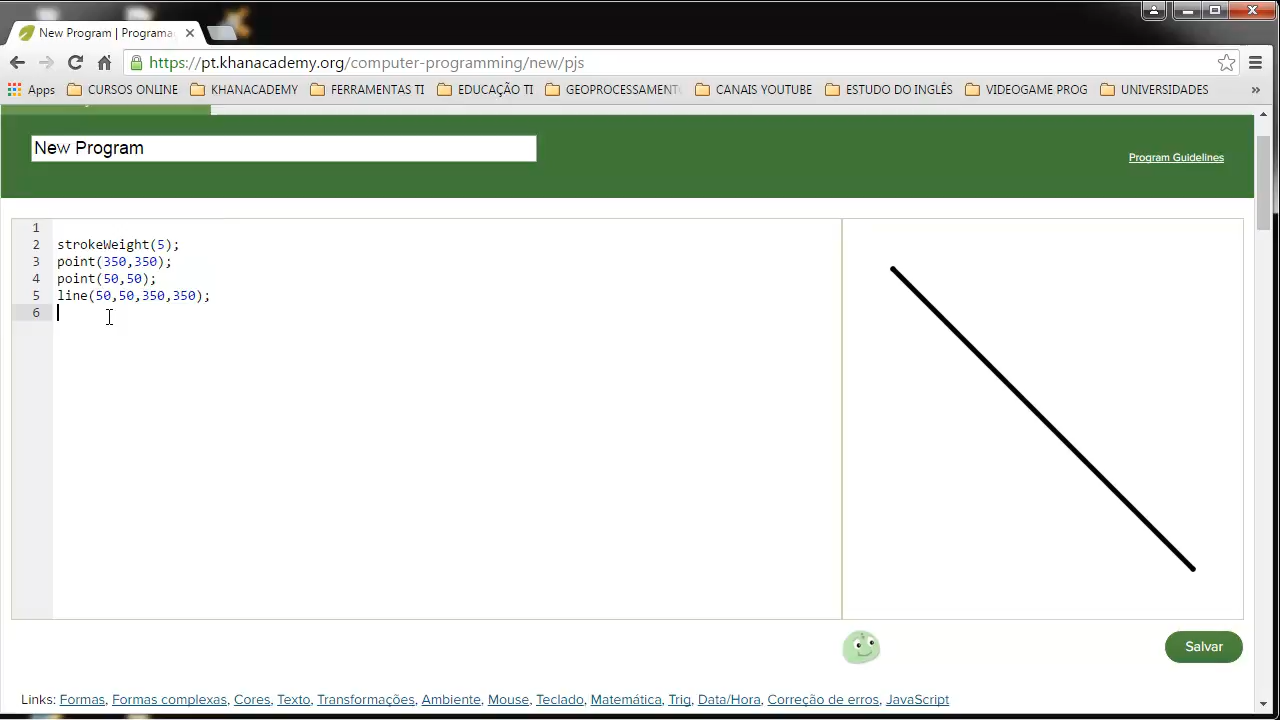 New Program | Programa
https://pt.khanacademy.org/computer-programming/new/pjs
Apps CURSOS ONLINE KHANACADEMY FERRAMENTAS TI EDUCAÇÃO TI GEOPROCESSAMENT CANAIS YOUTUBE ESTUDO DO INGLÊS VIDEOGAME PROG UNIVERSIDADES »
New Program
Program Guidelines
1
2 strokeWeight(5);
3 point(350,350);
4 point(50,50);
5 line(50,50,350,350);
6
Salvar
Links: Formas, Formas complexas, Cores, Texto, Transformações, Ambiente, Mouse, Teclado, Matemática, Trig, Data/Hora, Correção de erros, JavaScript